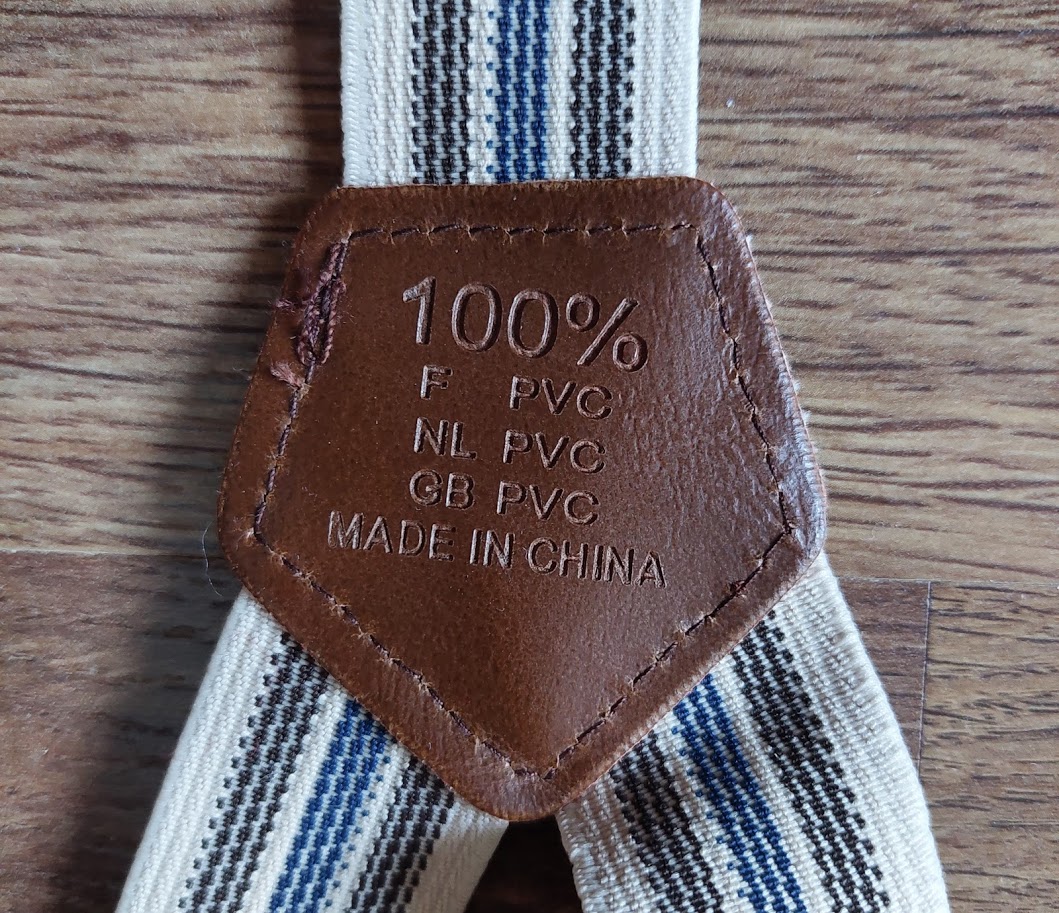 100%
F PVC
NL PVC
GB PVC
MADE IN CHINA